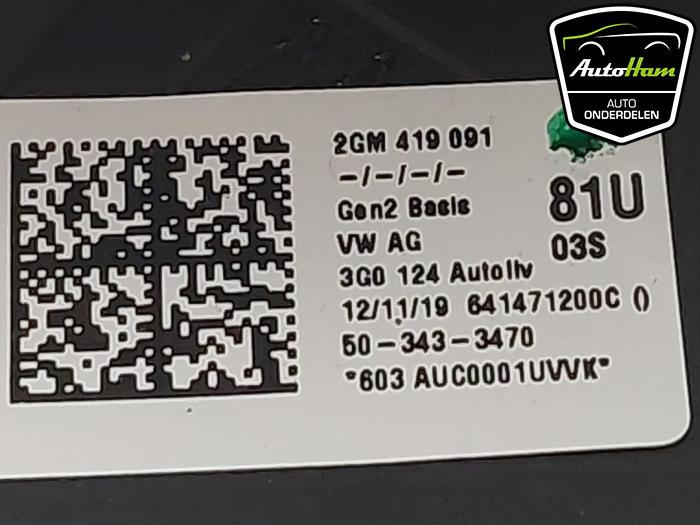 AutoHam
AUTO
ONDERDELEN
2GM 419 091
-/-/-/-
Gen2 Basis
81U
VW AG
03S
3G0 124 Autoliv
12/11/19 641471200C ()
50-343-3470
*603 AUC0001UVVK*